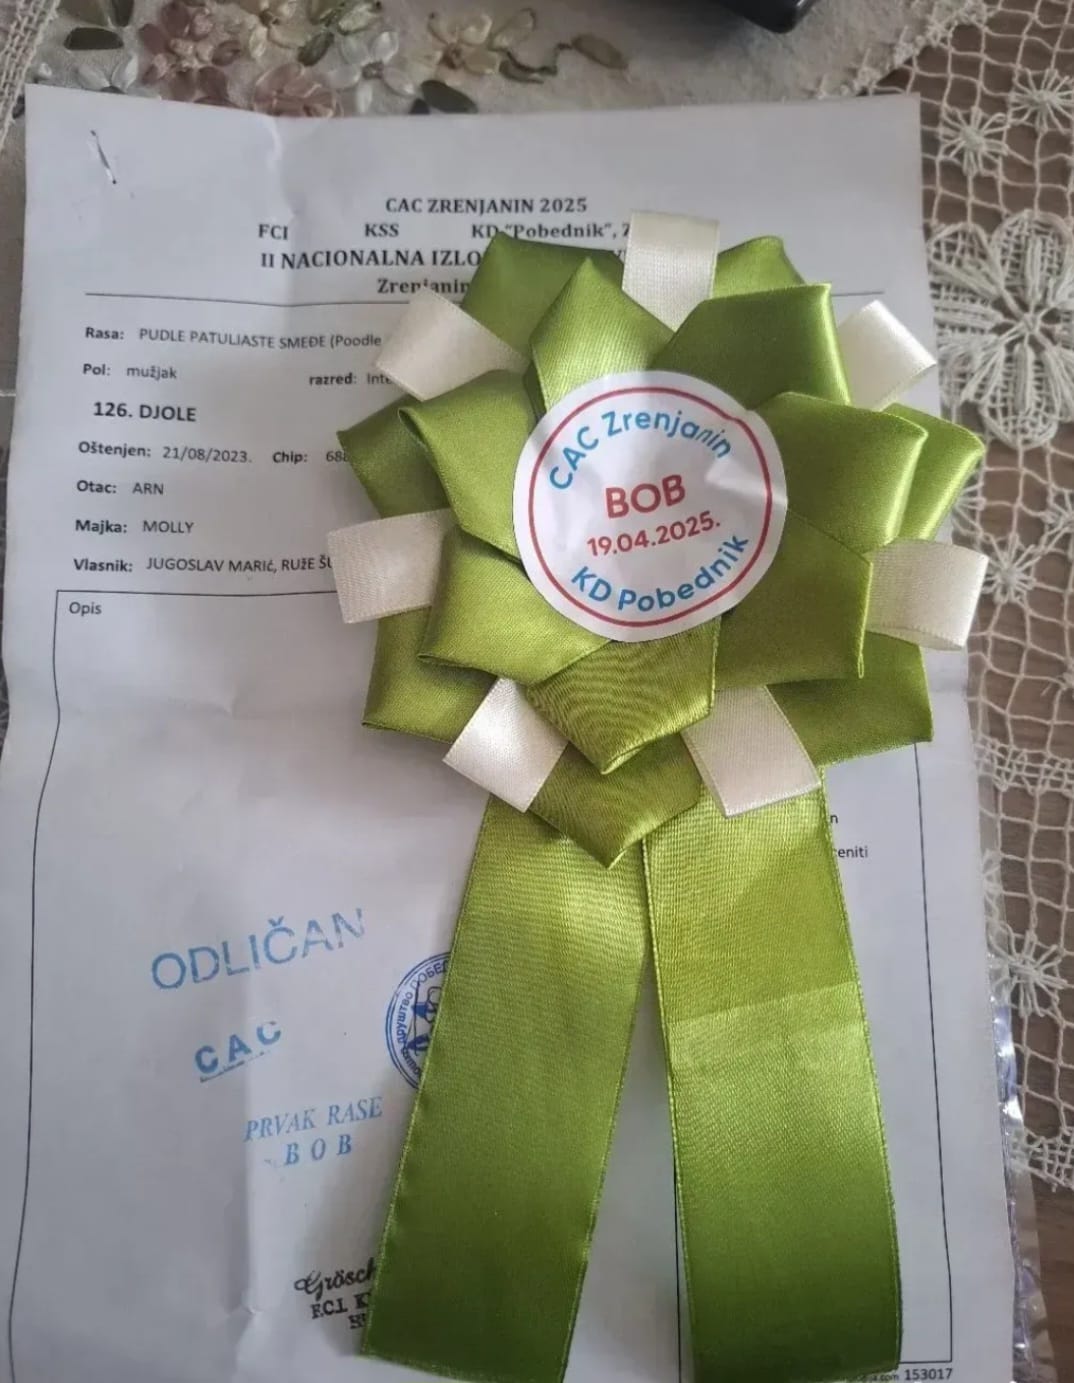 CAC ZRENJANIN 2025
FCI KSS KD "Pobednik",
II NACIONALNA
Zrenjanin
Rasa: PUDLE PATULJASTE SMEĐE (Poodle
Pol: mužjak razred:
126. DJOLE
Oštenjen: 21/08/2023. Chip: 688
Otac: ARN
Majka: MOLLY
Vlasnik: JUGOSLAV MARIĆ, RUŽE
Opis
CAC Zrenjanin
BOB
19.04.2025.
KD Pobednik
ODLIČAN
CAC
PRVAK RASE
BOB
F.C.I.
153017